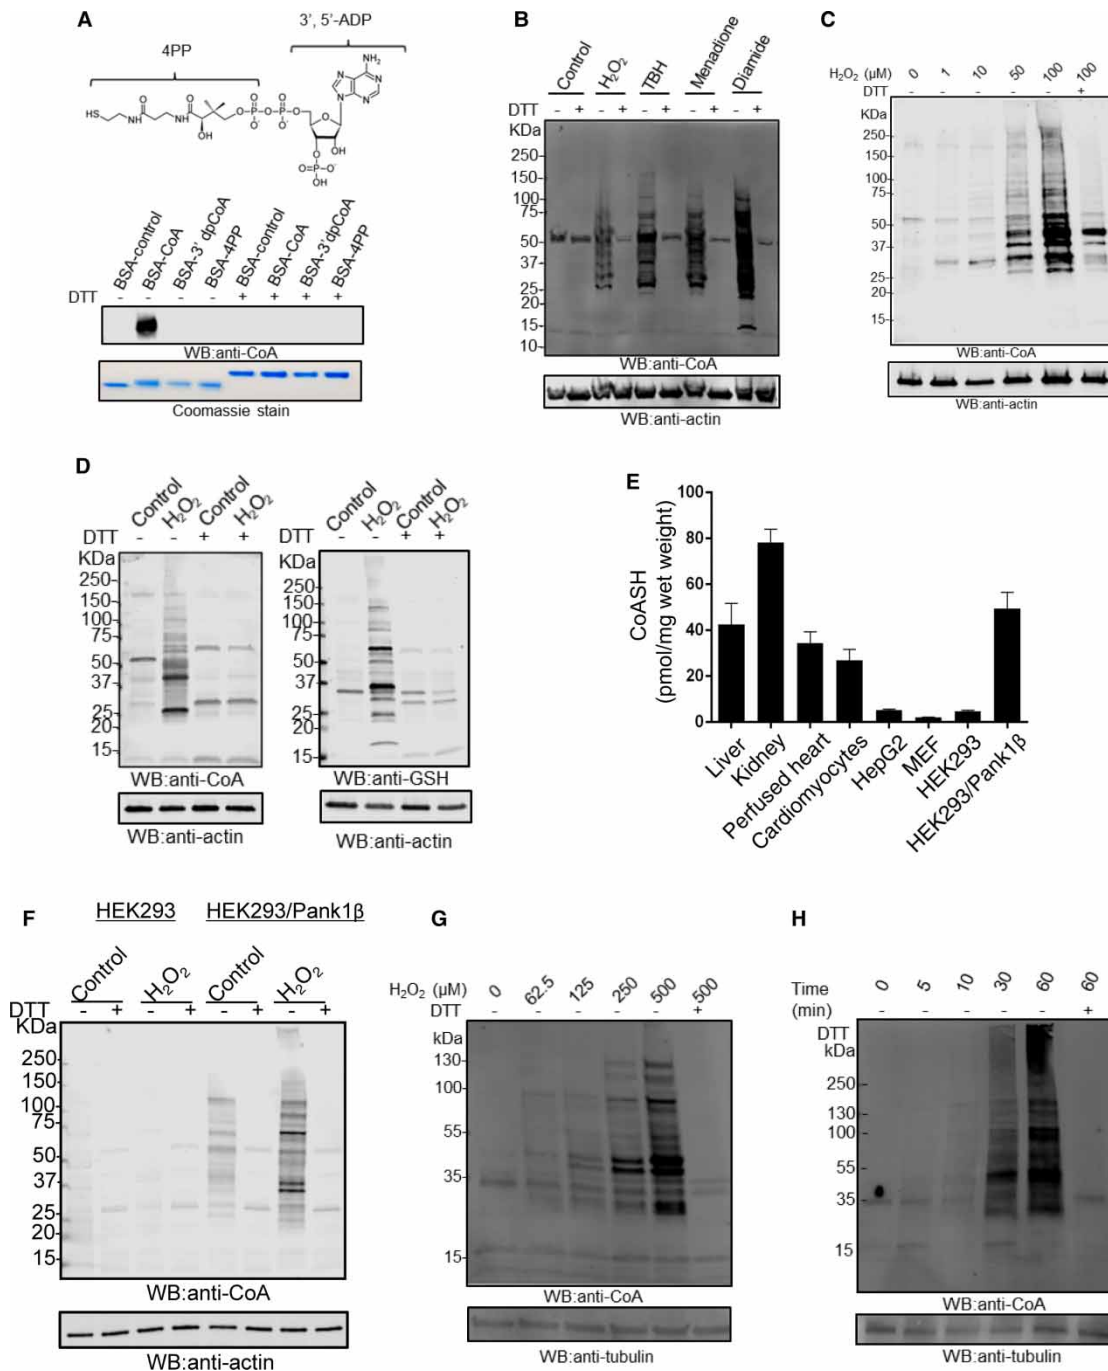 A
4PP
3', 5'-ADP
NH2
HS
O
NH
O
NH
OH
O
P
O
P
O
O
O-
O-
N
N
N
N
O
O
OH
O=P-O-
OH
BSA-control
BSA-CoA
BSA-3' dpCoA
BSA-4PP
BSA-control
BSA-CoA
BSA-3'dpCoA
BSA-4PP
DTT - - - - + + + +
WB:anti-CoA
Coomassie stain
B
Control H2O2 TBH Menadione Diamide
DTT - + - + - + - + - +
KDa
250
150
100
75
50
37
25
20
15
10
WB:anti-CoA
WB:anti-actin
C
H2O2 (µM) 0 1 10 50 100 100
DTT - - - - - +
KDa
250
150
100
75
50
37
25
20
15
WB:anti-CoA
WB:anti-actin
D
Control H2O2 Control H2O2
DTT - - + +
KDa
250
150
100
75
50
37
25
20
15
WB:anti-CoA
WB:anti-actin
Control H2O2 Control H2O2
DTT - - + +
KDa
250
150
100
75
50
37
25
20
15
WB:anti-GSH
WB:anti-actin
E
CoASH
(pmol/mg wet weight)
100
80
60
40
20
0
Liver
Kidney
Perfused heart
Cardiomyocytes
HepG2
MEF
HEK293
HEK293/Pank1β
F
HEK293 HEK293/Pank1β
Control H2O2 Control H2O2
DTT - + - + - + - +
KDa
250
150
100
75
50
37
25
20
15
WB:anti-CoA
WB:anti-actin
G
H2O2 (µM) 0 62.5 125 250 500 500
DTT - - - - - +
kDa
130
100
55
35
15
WB:anti-CoA
WB:anti-tubulin
H
Time 0 5 10 30 60 60
(min) - - - - - +
DTT
kDa
250
130
100
55
35
15
WB:anti-CoA
WB:anti-tubulin